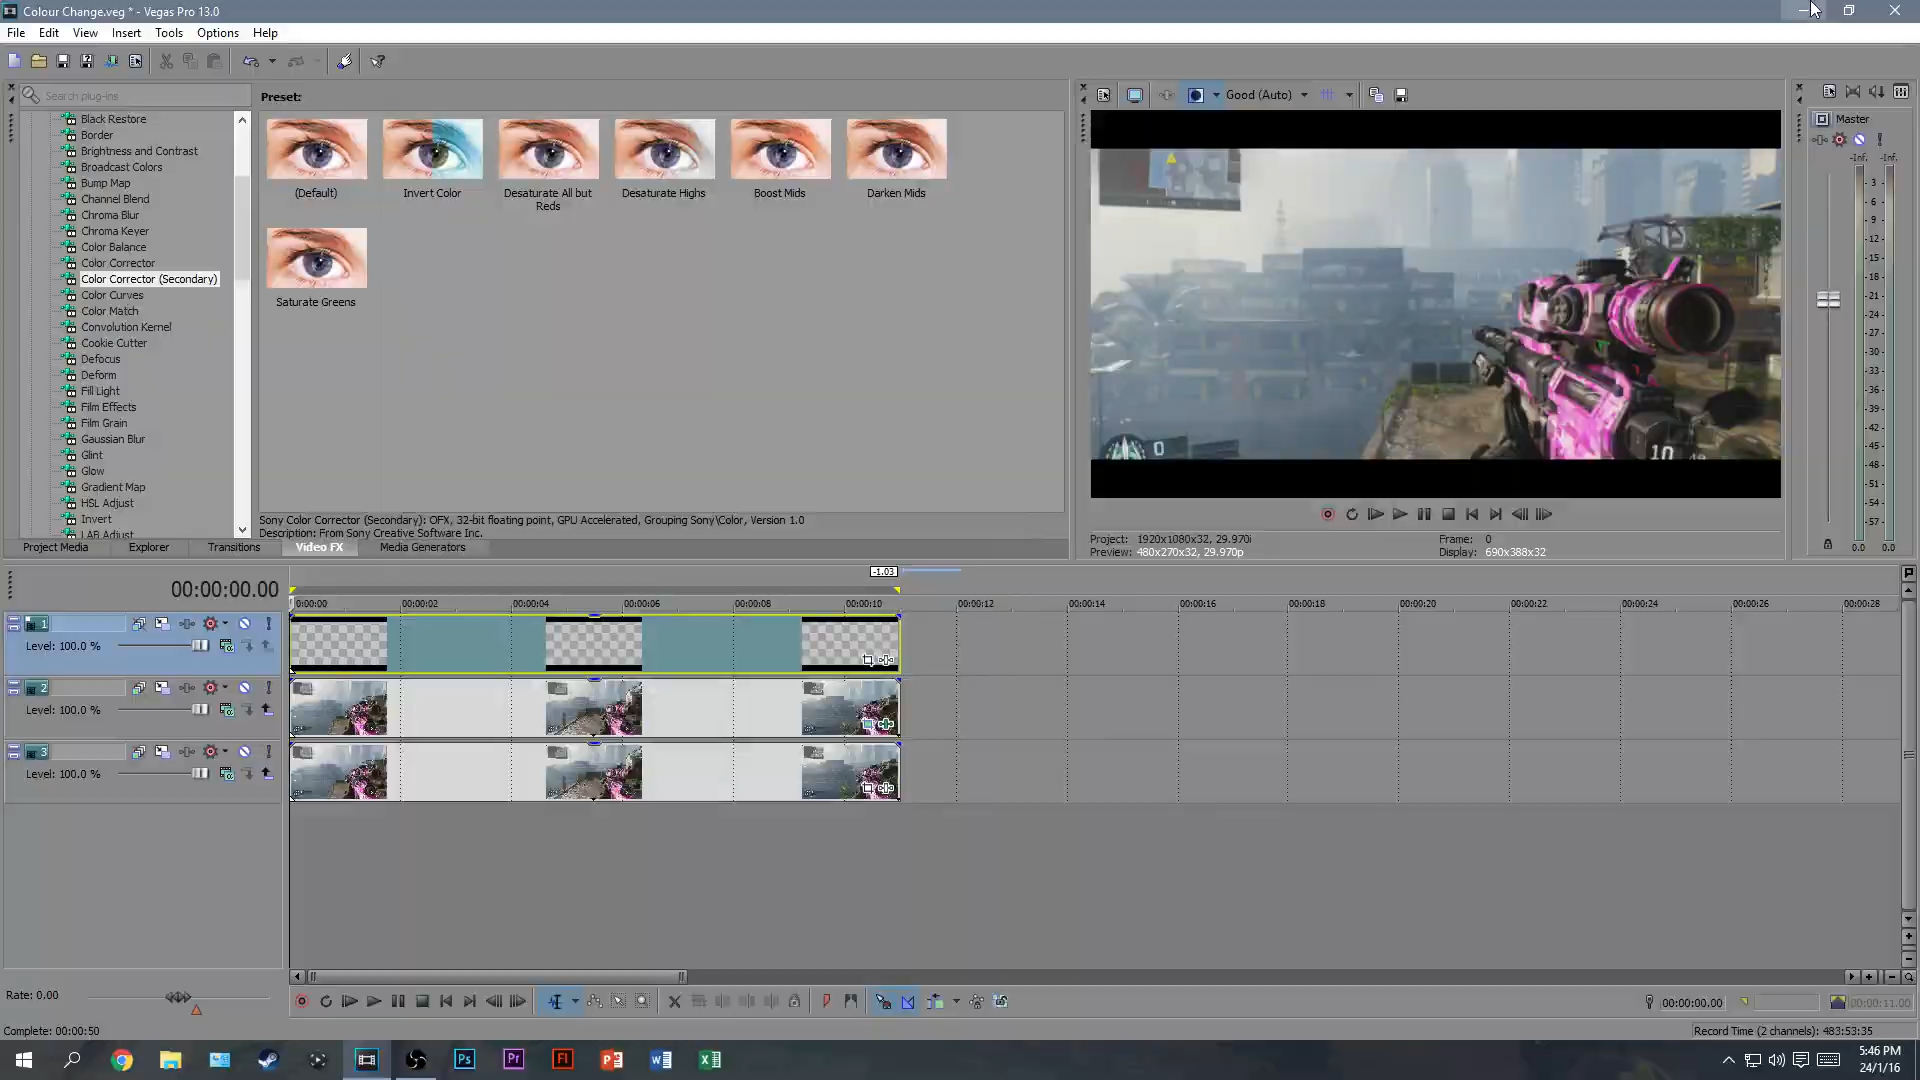 Colour Change.veg * - Vegas Pro 13.0
File Edit View Insert Tools Options Help
Search plug-ins
Preset:
Good (Auto)
Master
Black Restore
Border
Brightness and Contrast
Broadcast Colors
Bump Map
Channel Blend
Chroma Blur
Chroma Keyer
Color Balance
Color Corrector
Color Corrector (Secondary)
Color Curves
Color Match
Convolution Kernel
Cookie Cutter
Defocus
Deform
Fill Light
Film Effects
Film Grain
Gaussian Blur
Glint
Glow
Gradient Map
HSL Adjust
Invert
LAB Adjust
(Default)
Invert Color
Desaturate All but
Reds
Desaturate Highs
Boost Mids
Darken Mids
Saturate Greens
Sony Color Corrector (Secondary): OFX, 32-bit floating point, GPU Accelerated, Grouping Sony\Color, Version 1.0
Description: From Sony Creative Software Inc.
Project Media Explorer Transitions Video FX Media Generators
0
10
Project: 1920x1080x32, 29.970i
Preview: 480x270x32, 29.970p
Frame: 0
Display: 690x388x32
-Inf. -Inf.
- 3 -
- 6 -
- 9 -
- 12 -
- 15 -
- 18 -
- 21 -
- 24 -
- 27 -
- 30 -
- 33 -
- 36 -
- 39 -
- 42 -
- 45 -
- 48 -
- 51 -
- 54 -
- 57 -
0.0 0.0
00:00:00.00
-1.03
0:00:00 00:00:02 00:00:04 00:00:06 00:00:08 00:00:10 00:00:12 00:00:14 00:00:16 00:00:18 00:00:20 00:00:22 00:00:24 00:00:26 00:00:28
1
Level: 100.0 %
2
Level: 100.0 %
3
Level: 100.0 %
Rate: 0.00
00:00:00.00
00:00:11.00
Complete: 00:00:50
Record Time (2 channels): 483:53:35
Ps Pr Fl
5:46 PM
24/1/16